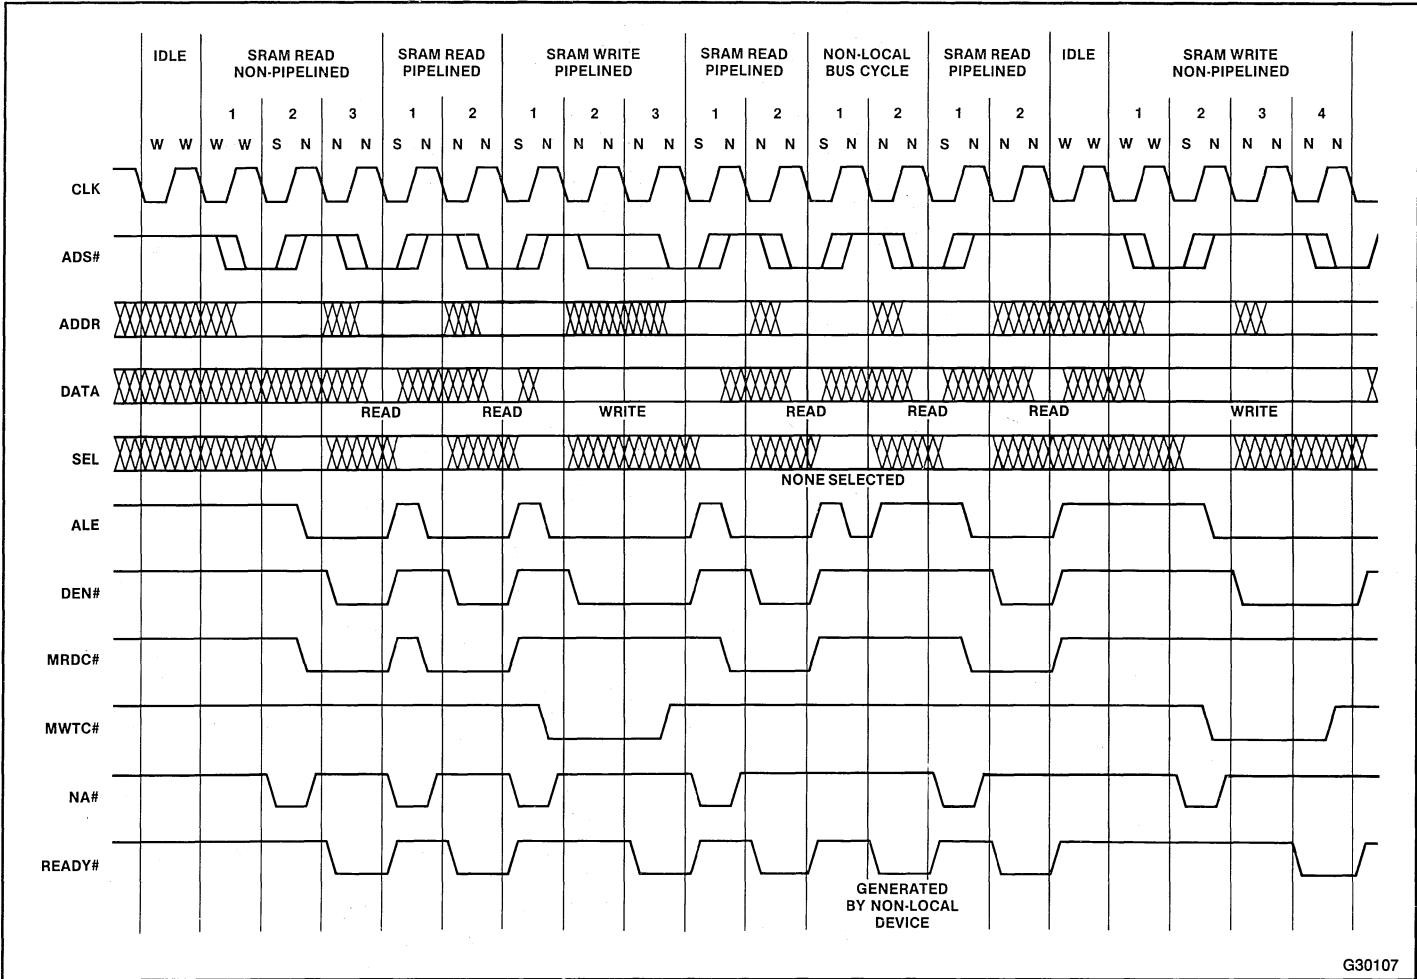 IDLE SRAM READ NON-PIPELINED SRAM READ PIPELINED SRAM WRITE PIPELINED SRAM READ PIPELINED NON-LOCAL BUS CYCLE SRAM READ PIPELINED IDLE SRAM WRITE NON-PIPELINED
1 2 3 1 2 1 2 3 1 2 1 2 1 2 1 2 3 4
W W W W S N N N S N N N S N N N N N S N N N S N N N S N N N W W W W S N N N N N
CLK
ADS#
ADDR
DATA
READ READ WRITE READ READ READ WRITE
SEL
NONE SELECTED
ALE
DEN#
MRDC#
MWTC#
NA#
READY#
GENERATED
BY NON-LOCAL
DEVICE
G30107